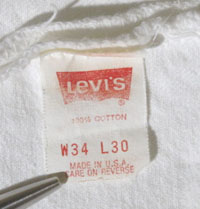 Levi's
®
100% COTTON
W34 L30
MADE IN U.S.A.
CARE ON REVERSE